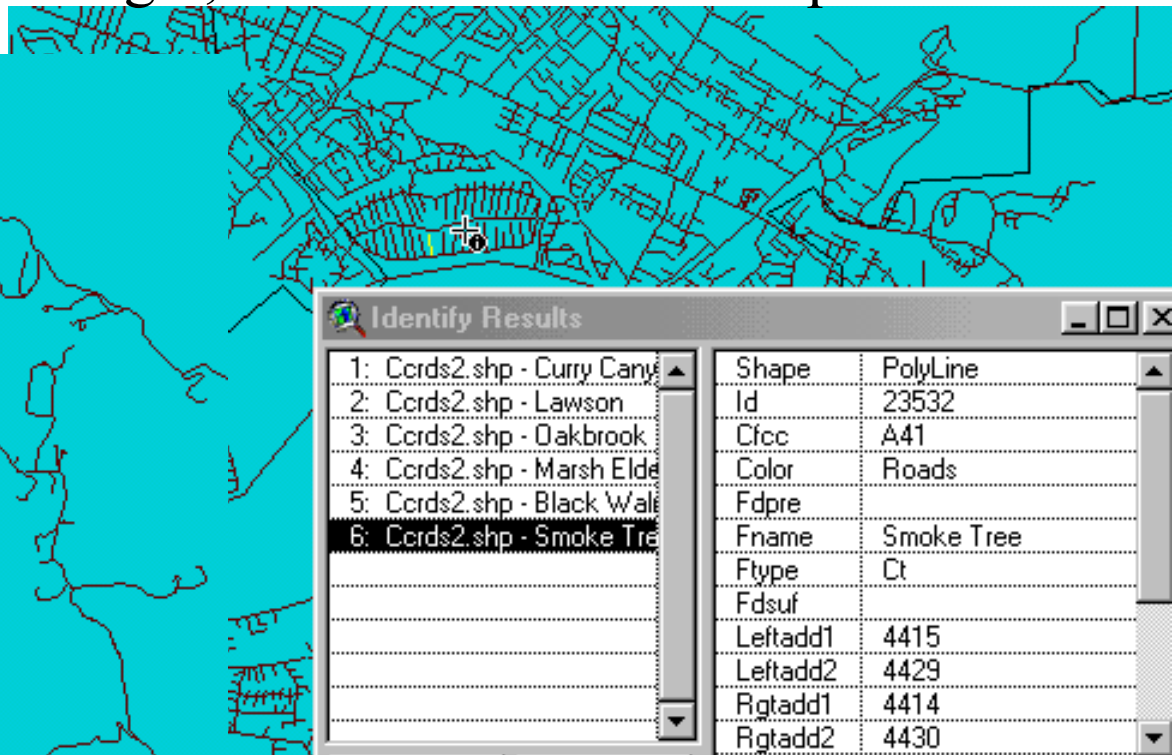 Identify Results
1: Ccrds2.shp - Curry Cany
2: Ccrds2.shp - Lawson
3: Ccrds2.shp - Oakbrook
4: Ccrds2.shp - Marsh Elde
5: Ccrds2.shp - Black Waln
6: Ccrds2.shp - Smoke Tre
Shape PolyLine
Id 23532
Cfcc A41
Color Roads
Fdpre
Fname Smoke Tree
Ftype Ct
Fdsuf
Leftadd1 4415
Leftadd2 4429
Rgtadd1 4414
Rgtadd2 4430